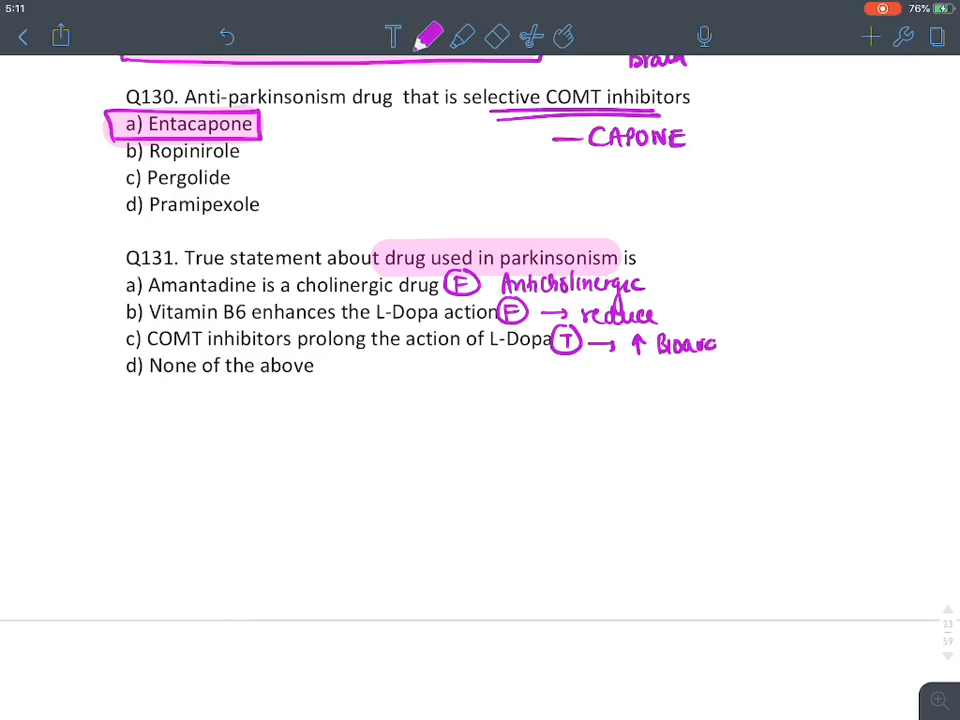 5:11
76%
T
Q130. Anti-parkinsonism drug that is selective COMT inhibitors
a) Entacapone
— CAPONE
b) Ropinirole
c) Pergolide
d) Pramipexole
Q131. True statement about drug used in parkinsonism is
a) Amantadine is a cholinergic drug F Anticholinergic
b) Vitamin B6 enhances the L-Dopa action F → reduce
c) COMT inhibitors prolong the action of L-Dopa T → ↑
d) None of the above
23
59